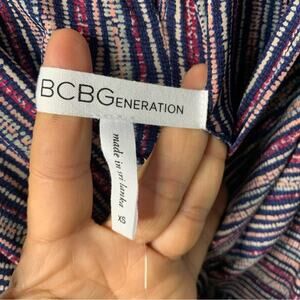 BCBGENERATION
made in sri lanka
XS